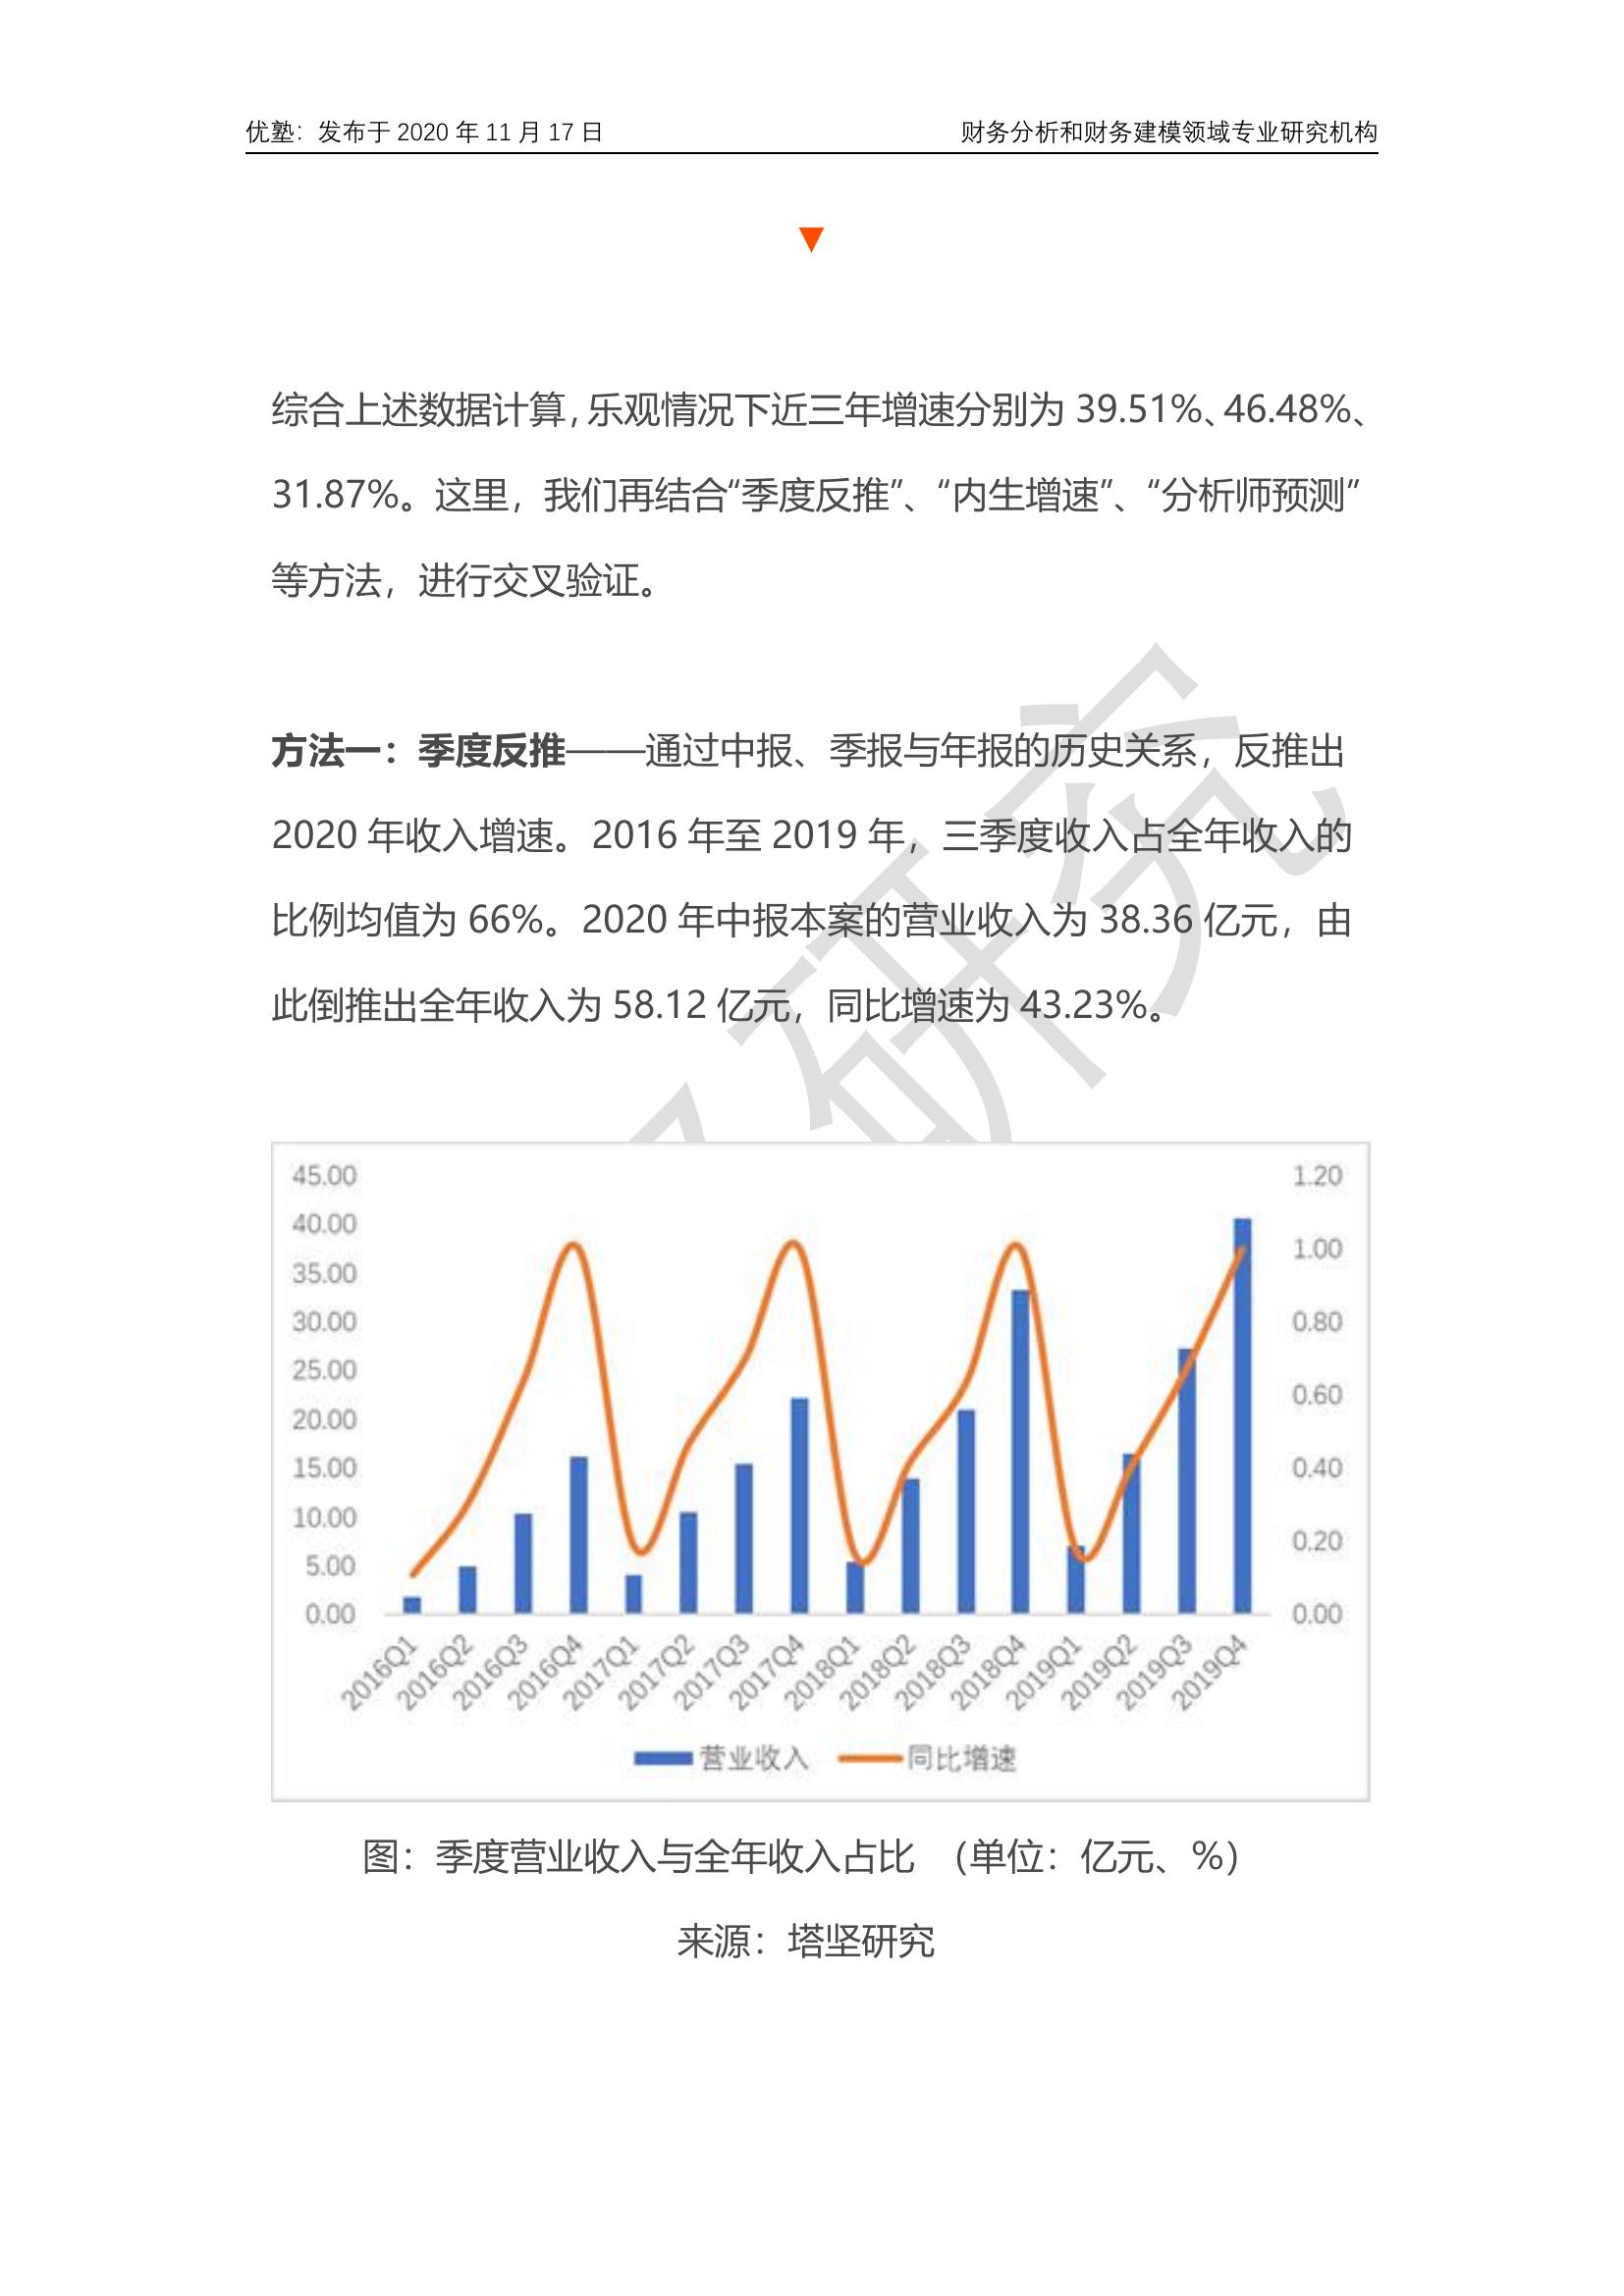 优塾：发布于 2020 年 11 月 17 日
财务分析和财务建模领域专业研究机构
综合上述数据计算，乐观情况下近三年增速分别为 39.51%、46.48%、
31.87%。这里，我们再结合“季度反推”、“内生增速”、“分析师预测”
等方法，进行交叉验证。
方法一：季度反推——通过中报、季报与年报的历史关系，反推出
2020 年收入增速。2016 年至 2019 年，三季度收入占全年收入的
比例均值为 66%。2020 年中报本案的营业收入为 38.36 亿元，由
此倒推出全年收入为 58.12 亿元，同比增速为 43.23%。
研究
45.00
40.00
35.00
30.00
25.00
20.00
15.00
10.00
5.00
0.00
1.20
1.00
0.80
0.60
0.40
0.20
0.00
2016Q1
2016Q2
2016Q3
2016Q4
2017Q1
2017Q2
2017Q3
2017Q4
2018Q1
2018Q2
2018Q3
2018Q4
2019Q1
2019Q2
2019Q3
2019Q4
营业收入 同比增速
图：季度营业收入与全年收入占比 （单位：亿元、%）
来源：塔坚研究